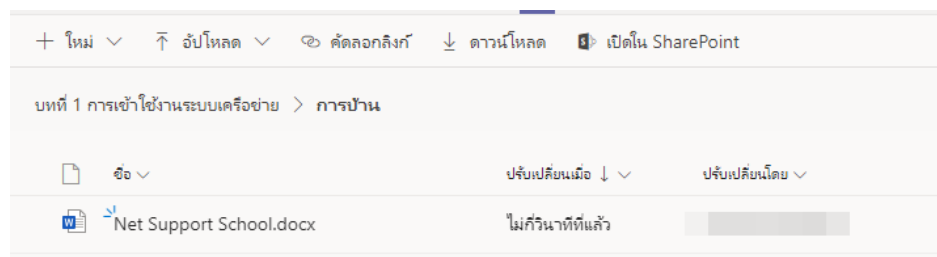 ใหม่ อัปโหลด คัดลอกลิงก์ ดาวน์โหลด เปิดใน SharePoint
บทที่ 1 การเข้าใช้งานระบบเครือข่าย > การบ้าน
ชื่อ ปรับเปลี่ยนเมื่อ ↓ ปรับเปลี่ยนโดย
Net Support School.docx ไม่กี่วินาทีที่แล้ว